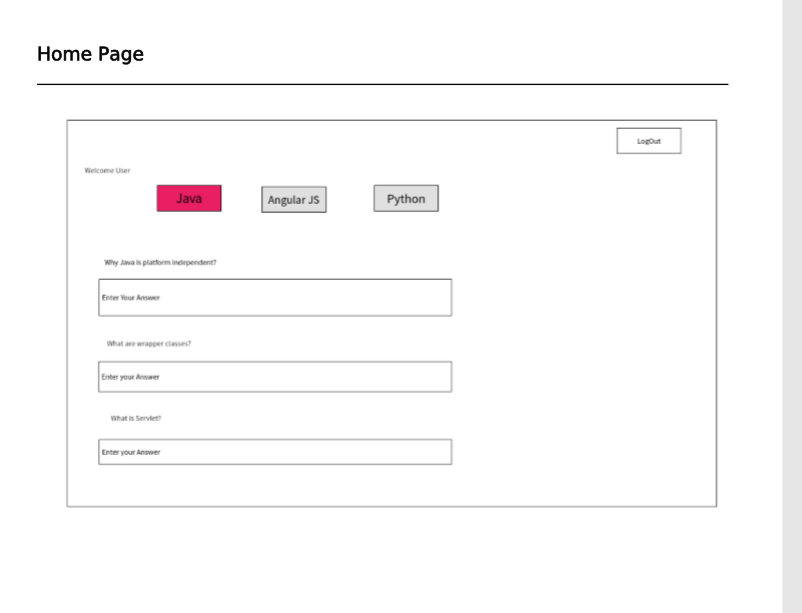 Home Page
LogOut
Welcome User
Java
Angular JS
Python
Why Java is platform independent?
Enter Your Answer
What are wrapper classes?
Enter your Answer
What is Servlet?
Enter your Answer